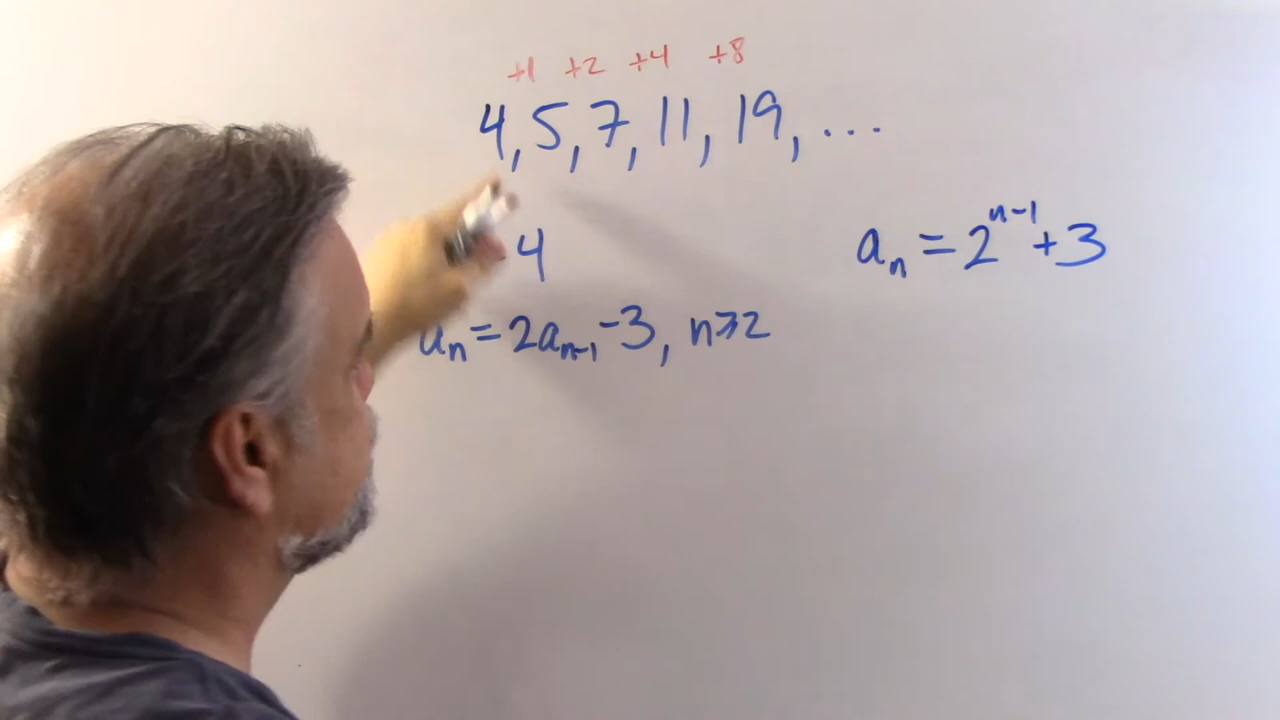 +1 +2 +4 +8
4, 5, 7, 11, 19, ...
4
aₙ = 2aₙ₋₁ - 3, n ⩾ 2
aₙ = 2ⁿ⁻¹ + 3